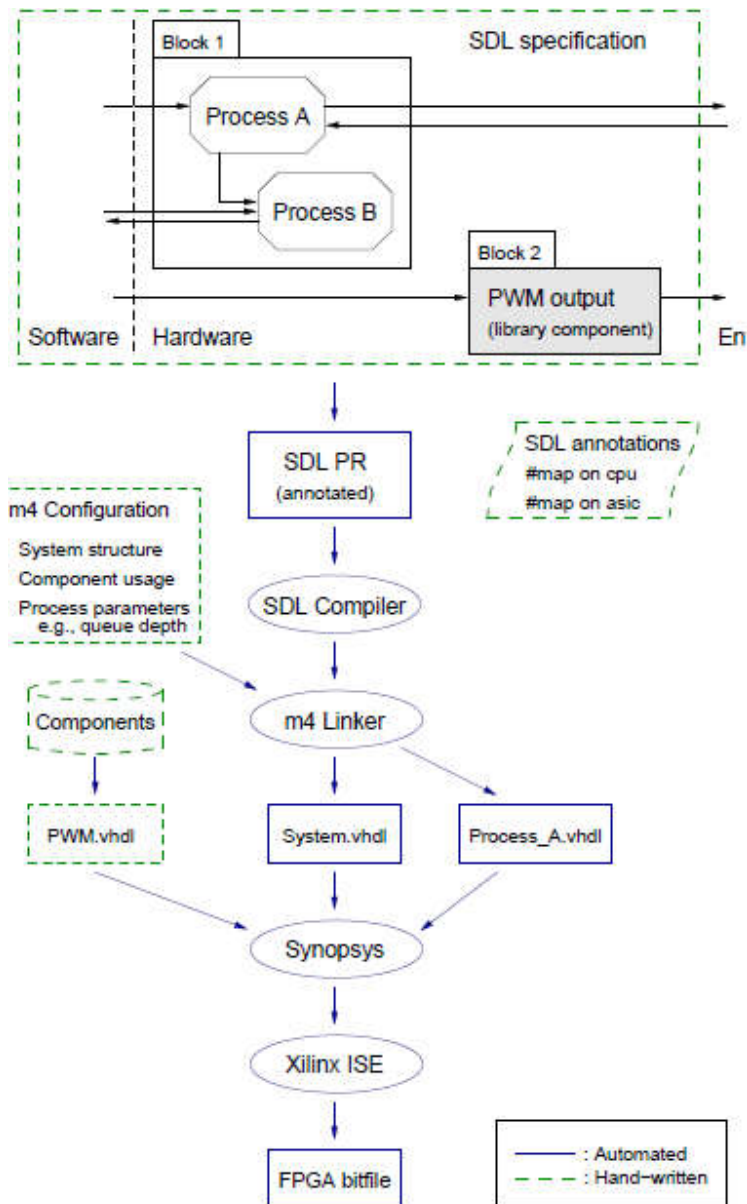 Block 1
SDL specification
Process A
Process B
Block 2
PWM output
(library component)
Software
Hardware
En
SDL PR
(annotated)
SDL annotations
#map on cpu
#map on asic
m4 Configuration
System structure
Component usage
Process parameters
e.g., queue depth
SDL Compiler
Components
m4 Linker
PWM.vhdl
System.vhdl
Process_A.vhdl
Synopsys
Xilinx ISE
FPGA bitfile
: Automated
: Hand-written